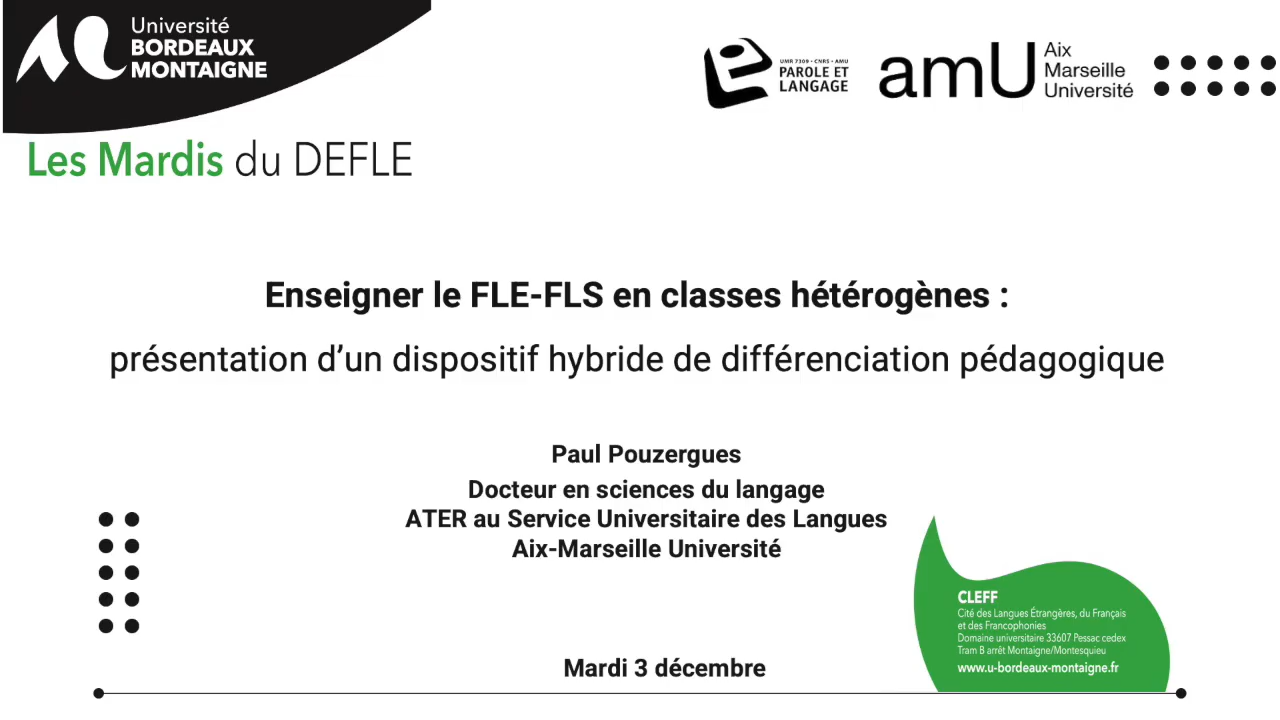 Université
BORDEAUX
MONTAIGNE
UMR 7309 • CNRS • AMU
PAROLE ET
LANGAGE
amU
Aix
Marseille
Université
Les Mardis du DEFLE
Enseigner le FLE-FLS en classes hétérogènes :
présentation d’un dispositif hybride de différenciation pédagogique
Paul Pouzergues
Docteur en sciences du langage
ATER au Service Universitaire des Langues
Aix-Marseille Université
CLEFF
Cité des Langues Étrangères, du Français
et des Francophonies
Domaine universitaire 33607 Pessac cedex
Tram B arrêt Montaigne/Montesquieu
www.u-bordeaux-montaigne.fr
Mardi 3 décembre